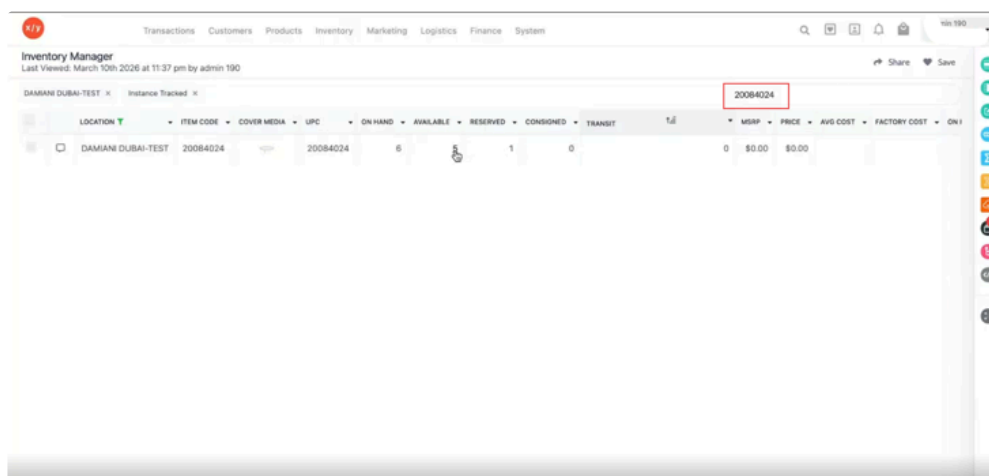 x/y Transactions Customers Products Inventory Marketing Logistics Finance System
Inventory Manager
Last Viewed: March 10th 2026 at 11:37 pm by admin 190
Share Save
DAMIANI DUBAI-TEST × Instance Tracked × 20084024
LOCATION ITEM CODE COVER MEDIA UPC ON HAND AVAILABLE RESERVED CONSIGNED TRANSIT MSRP PRICE AVG COST FACTORY COST
DAMIANI DUBAI-TEST 20084024 20084024 6 5 1 0 0 $0.00 $0.00